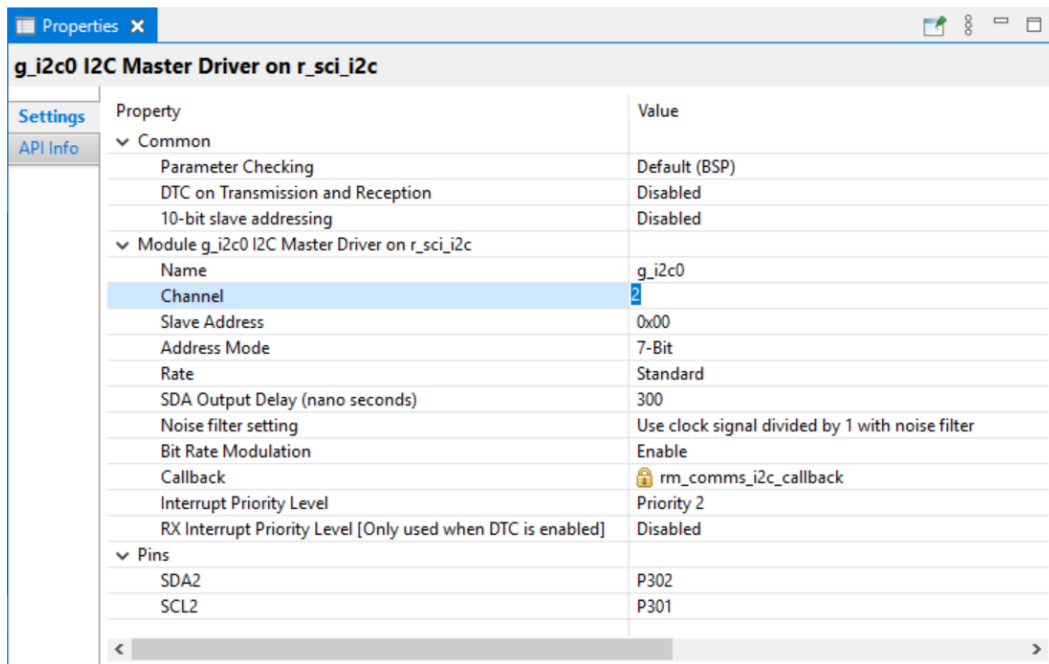 Properties
g_i2c0 I2C Master Driver on r_sci_i2c
Settings
API Info
Property Value
Common
Parameter Checking Default (BSP)
DTC on Transmission and Reception Disabled
10-bit slave addressing Disabled
Module g_i2c0 I2C Master Driver on r_sci_i2c
Name g_i2c0
Channel 2
Slave Address 0x00
Address Mode 7-Bit
Rate Standard
SDA Output Delay (nano seconds) 300
Noise filter setting Use clock signal divided by 1 with noise filter
Bit Rate Modulation Enable
Callback rm_comms_i2c_callback
Interrupt Priority Level Priority 2
RX Interrupt Priority Level [Only used when DTC is enabled] Disabled
Pins
SDA2 P302
SCL2 P301